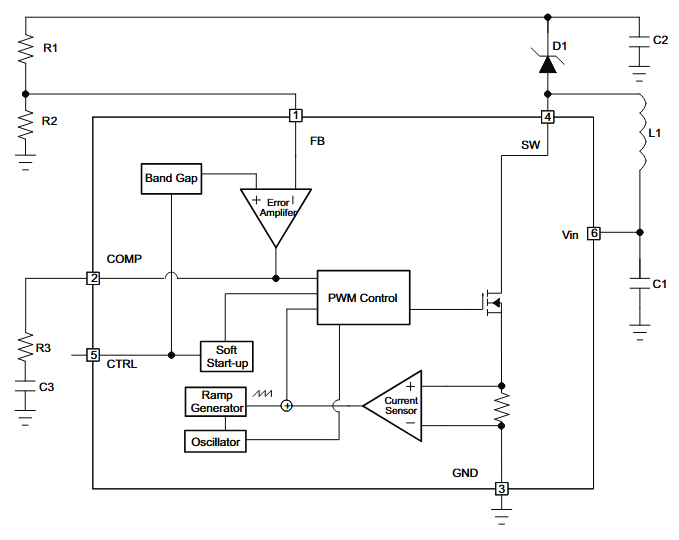 R1
D1
C2
R2
1
4
FB
SW
L1
Band Gap
+
−
Error
Amplifer
Vin
6
COMP
2
PWM Control
C1
R3
5
CTRL
Soft
Start-up
C3
Ramp
Generator
+
+
Current
Sensor
−
Oscillator
GND
3